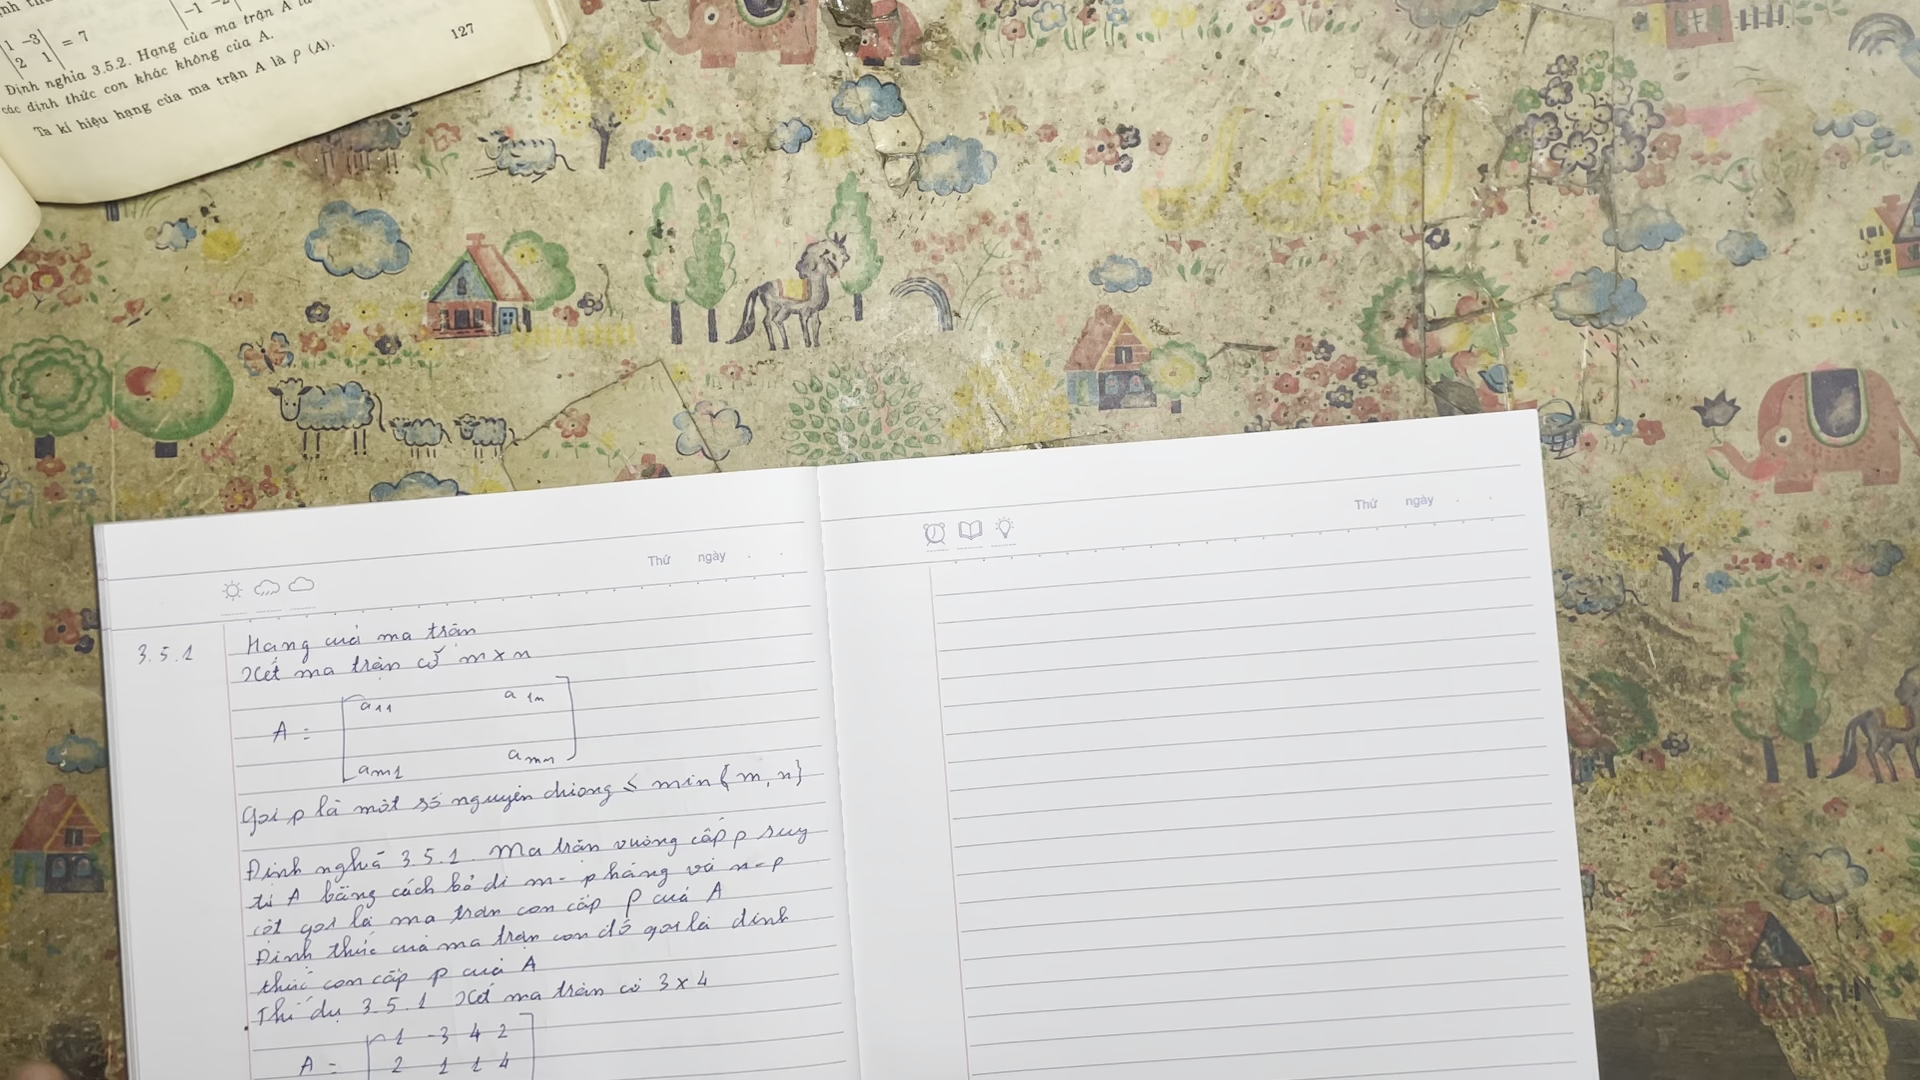 |1 -3|
|2 1| = 7
Định nghĩa 3.5.2. Hạng của ma trận A là
các định thức con khác không của A.
Ta kí hiệu hạng của ma trận A là ρ (A).
127
Thứ ngày . .
Thứ ngày . .
3.5.1 Hạng của ma trận
Xét ma trận cỡ m x n
A = [ a11 a1n
am1 amn ]
Gọi p là một số nguyên dương ≤ min{m, n}
Định nghĩa 3.5.1. Ma trận vuông cấp p suy
từ A bằng cách bỏ đi m - p hàng và n - p
cột gọi là ma trận con cấp p của A
Định thức của ma trận con đó gọi là định
thức con cấp p của A
Thí dụ 3.5.1 Xét ma trận cỡ 3 x 4
A = [ 1 -3 4 2
2 1 1 4